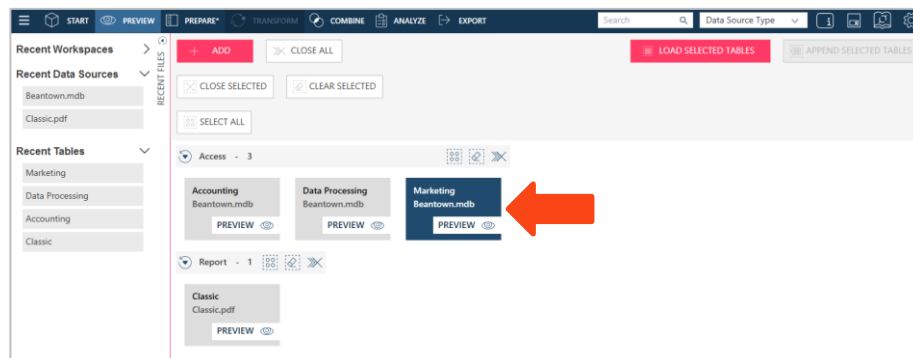 START PREVIEW PREPARE* TRANSFORM COMBINE ANALYZE EXPORT Search Data Source Type
Recent Workspaces
Recent Data Sources
Beantown.mdb
Classic.pdf
Recent Tables
Marketing
Data Processing
Accounting
Classic
RECENT FILES
ADD CLOSE ALL LOAD SELECTED TABLES APPEND SELECTED TABLES
CLOSE SELECTED CLEAR SELECTED
SELECT ALL
Access - 3
Accounting
Beantown.mdb
PREVIEW
Data Processing
Beantown.mdb
PREVIEW
Marketing
Beantown.mdb
PREVIEW
Report - 1
Classic
Classic.pdf
PREVIEW